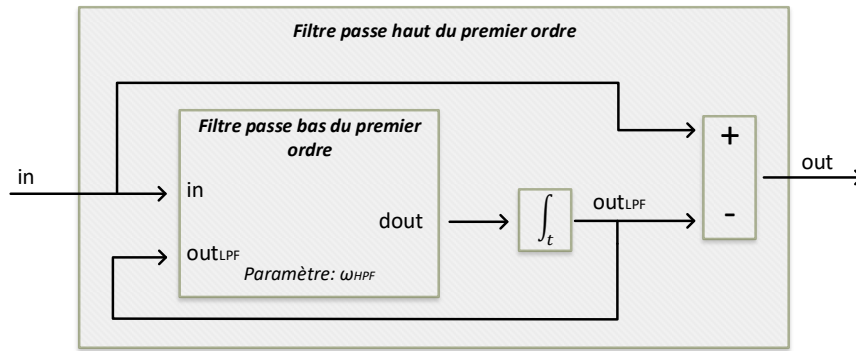 Filtre passe haut du premier ordre
Filtre passe bas du premier
ordre
+
out
in
in
outLPF
dout
∫t
-
outLPF
Paramètre: ωHPF